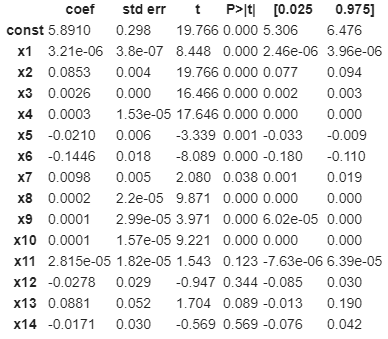 coef std err t P>|t| [0.025 0.975]
const 5.8910 0.298 19.766 0.000 5.306 6.476
x1 3.21e-06 3.8e-07 8.448 0.000 2.46e-06 3.96e-06
x2 0.0853 0.004 19.766 0.000 0.077 0.094
x3 0.0026 0.000 16.466 0.000 0.002 0.003
x4 0.0003 1.53e-05 17.646 0.000 0.000 0.000
x5 -0.0210 0.006 -3.339 0.001 -0.033 -0.009
x6 -0.1446 0.018 -8.089 0.000 -0.180 -0.110
x7 0.0098 0.005 2.080 0.038 0.001 0.019
x8 0.0002 2.2e-05 9.871 0.000 0.000 0.000
x9 0.0001 2.99e-05 3.971 0.000 6.02e-05 0.000
x10 0.0001 1.57e-05 9.221 0.000 0.000 0.000
x11 2.815e-05 1.82e-05 1.543 0.123 -7.63e-06 6.39e-05
x12 -0.0278 0.029 -0.947 0.344 -0.085 0.030
x13 0.0881 0.052 1.704 0.089 -0.013 0.190
x14 -0.0171 0.030 -0.569 0.569 -0.076 0.042